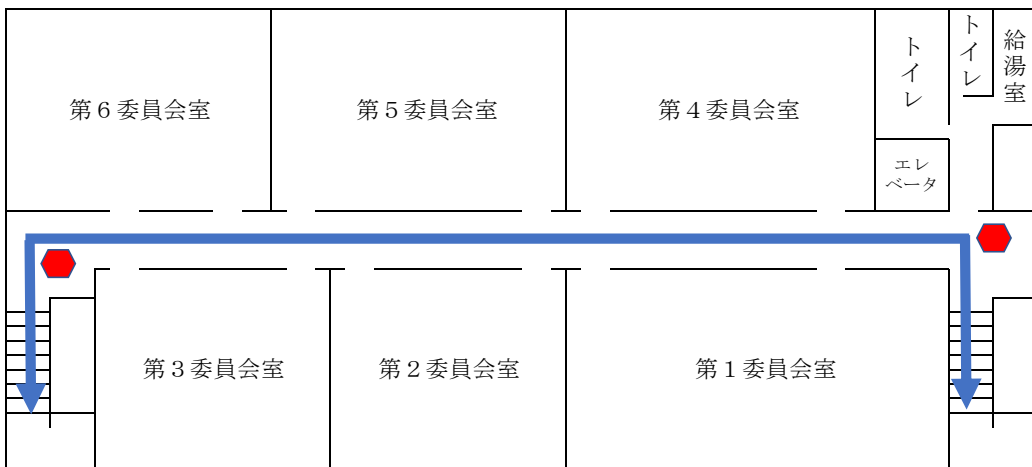 第６委員会室
第５委員会室
第４委員会室
トイレ
トイレ
給湯室
エレ
ベータ
第３委員会室
第２委員会室
第１委員会室